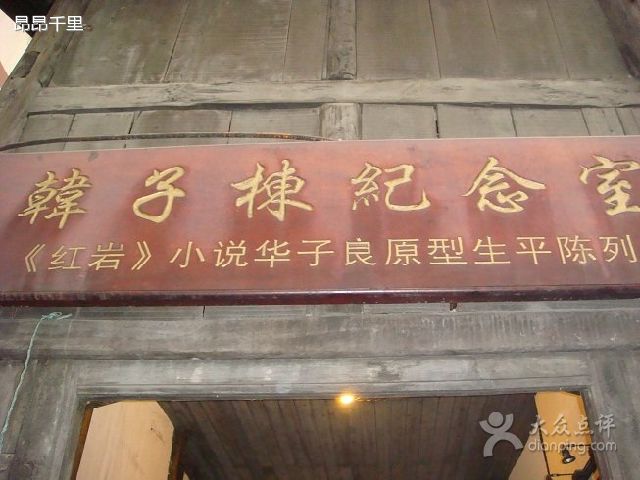 昂昂千里
韓子棟紀念室
《红岩》小说华子良原型生平陈列
大众点评
dianping.com